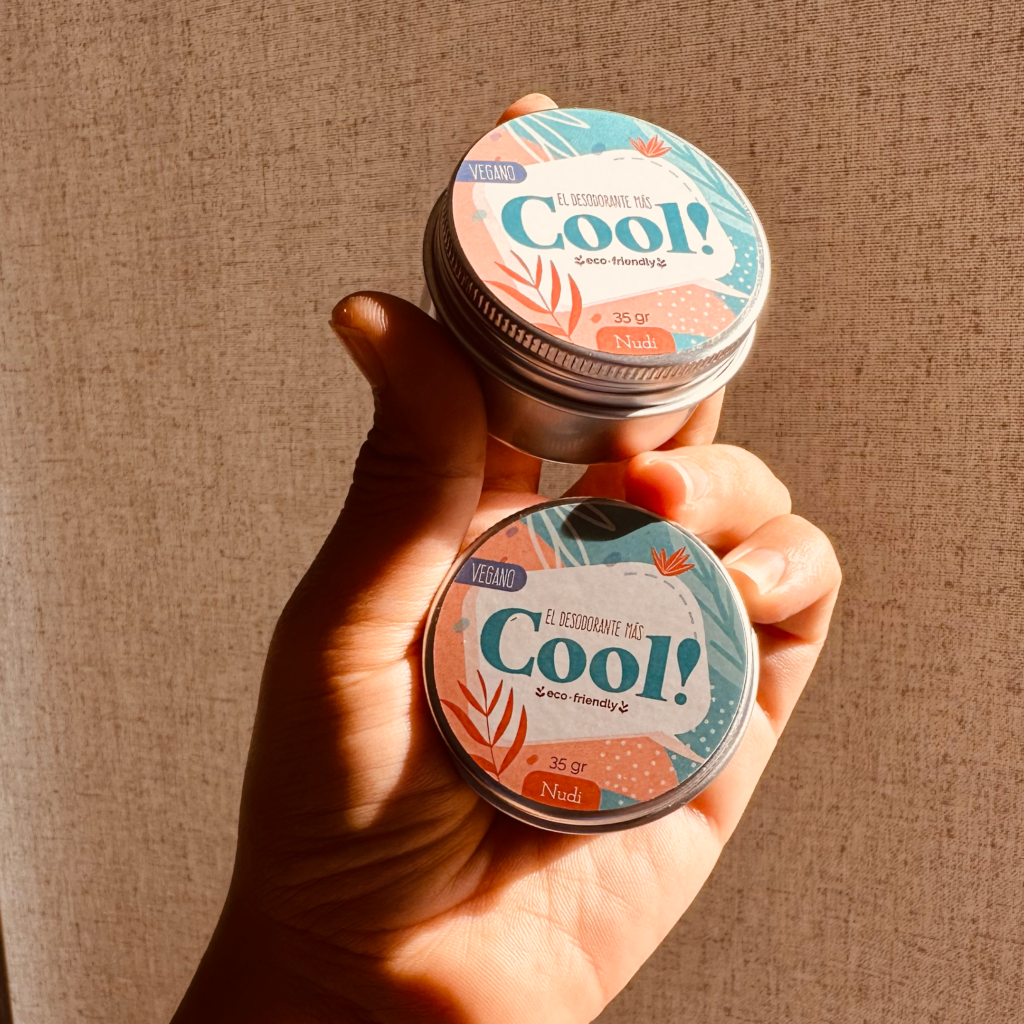 VEGANO
EL DESODORANTE MÁS
Cool!
eco·friendly
35 gr
Nudi
VEGANO
EL DESODORANTE MÁS
Cool!
eco·friendly
35 gr
Nudi